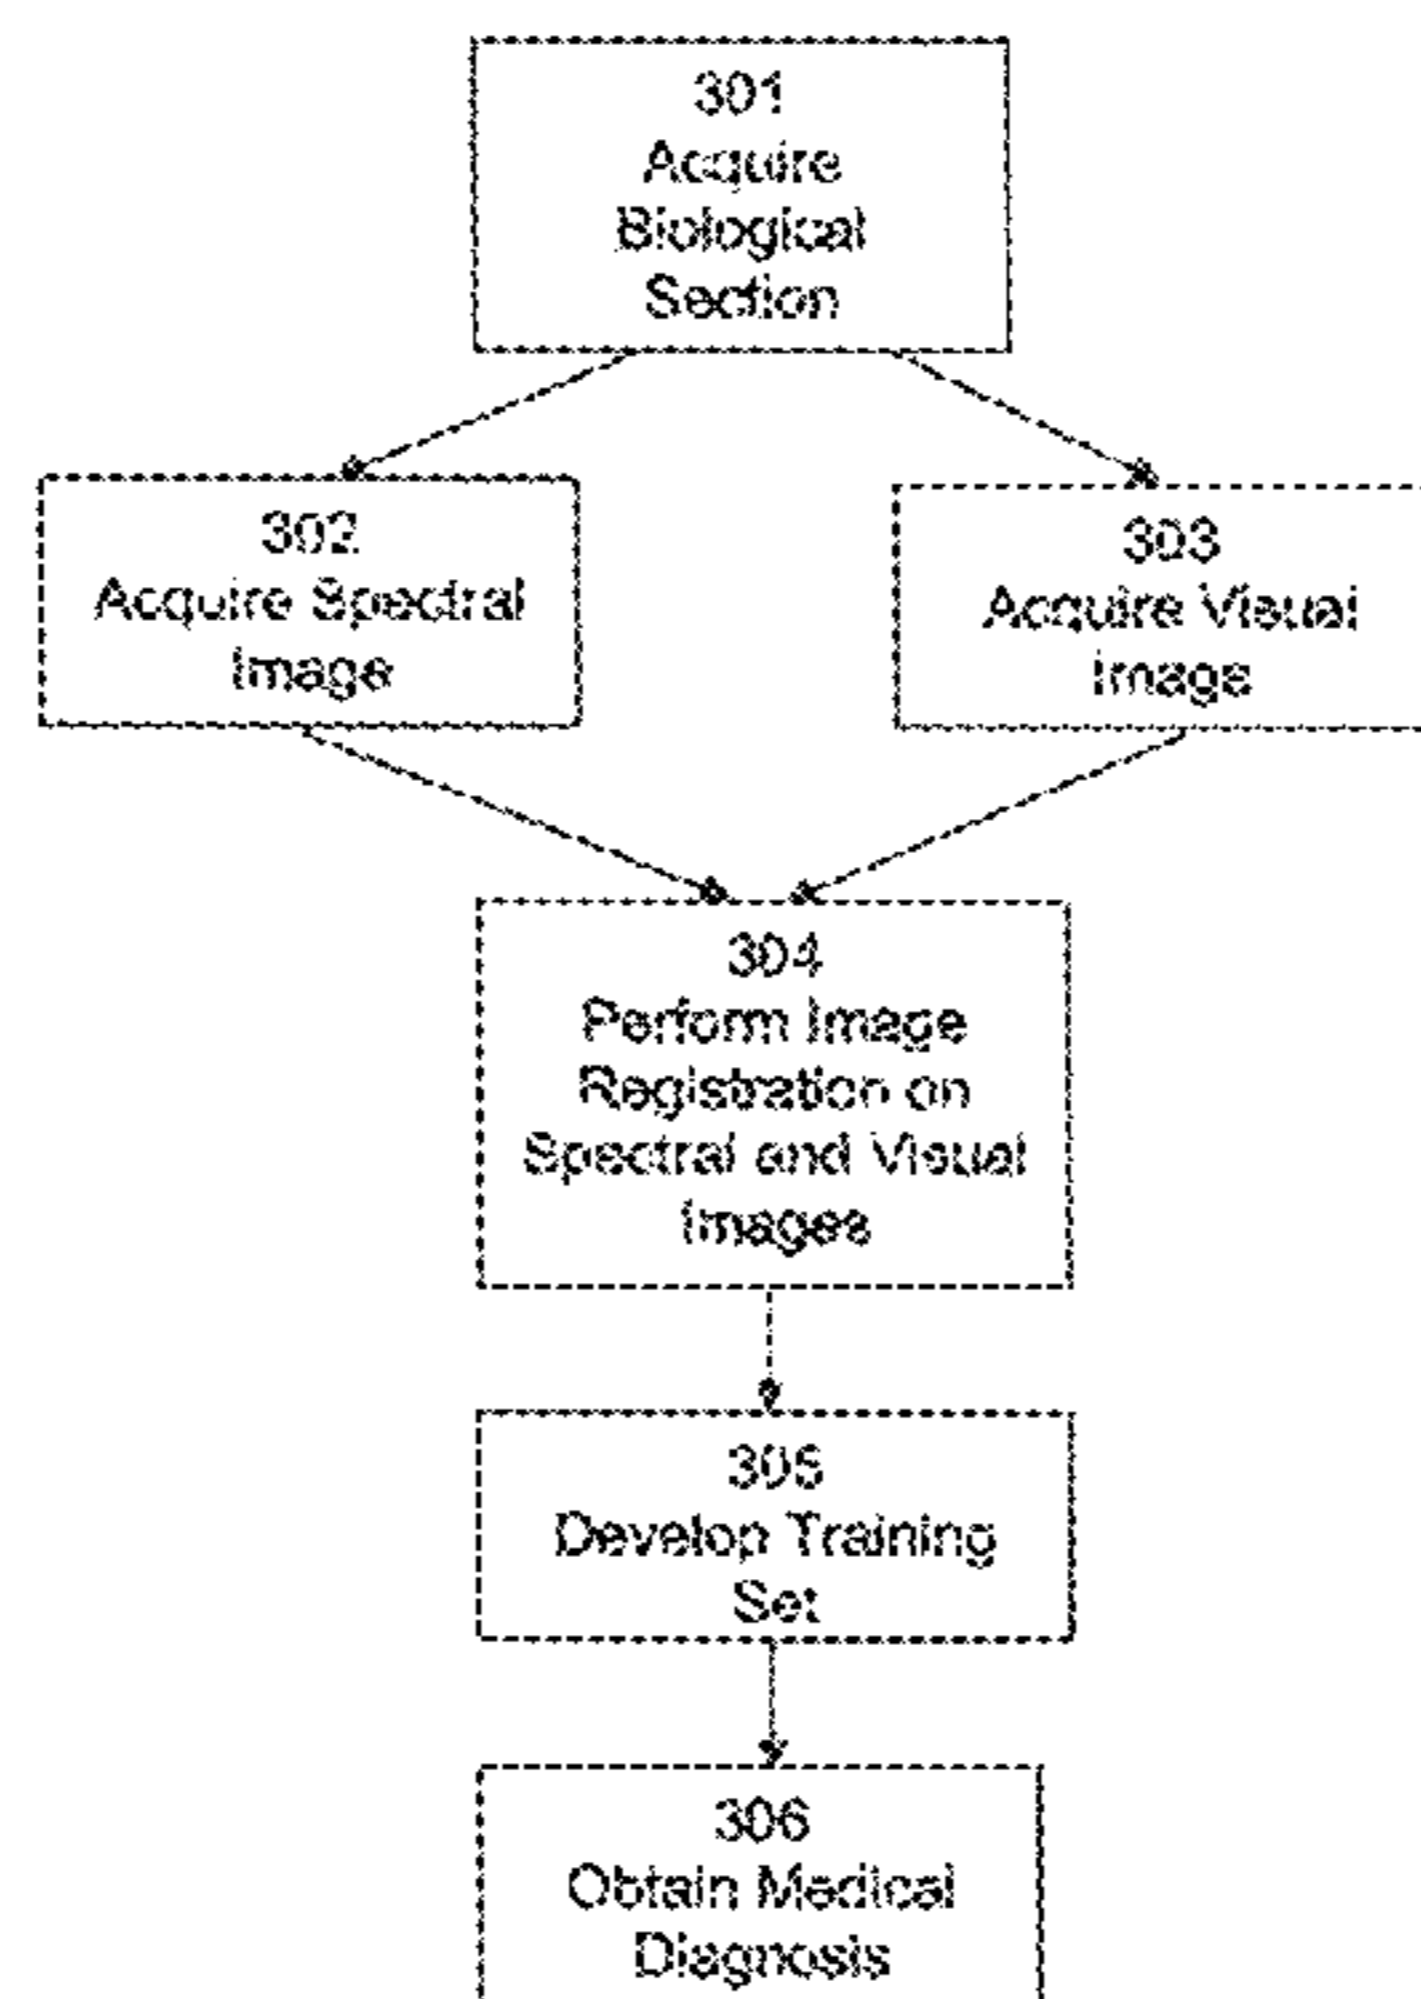 301
Acquire
Biological
Section
302
Acquire Spectral
Image
303
Acquire Visual
Image
304
Perform Image
Registration on
Spectral and Visual
Images
305
Develop Training
Set
306
Obtain Medical
Diagnosis